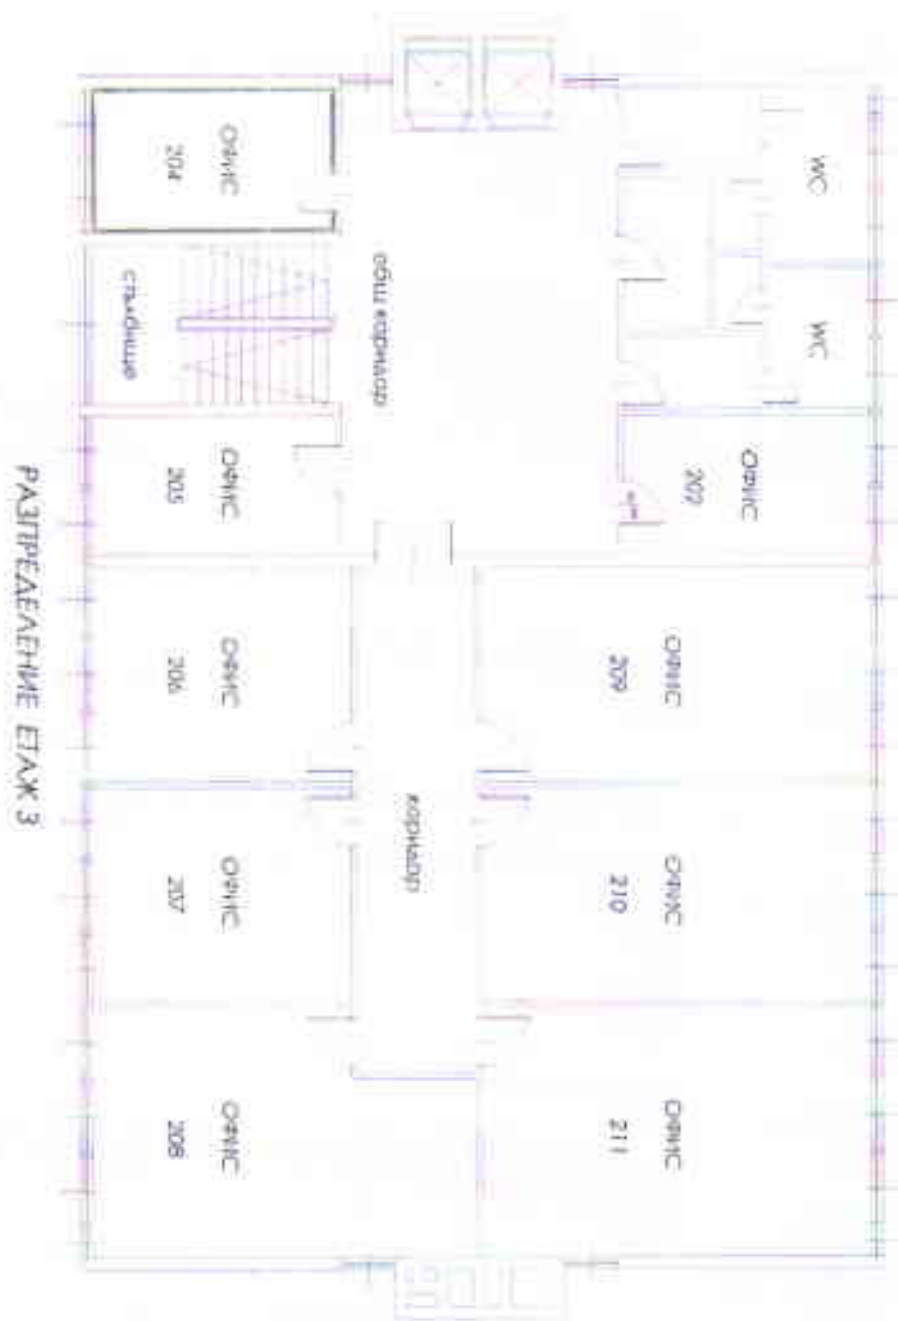 WC
WC
ОФИС
202
ОФИС
209
ОФИС
210
ОФИС
211
общ коридор
коридор
ОФИС
204
стълбище
ОФИС
205
ОФИС
206
ОФИС
207
ОФИС
208
РАЗПРЕДЕЛЕНИЕ ЕТАЖ 3